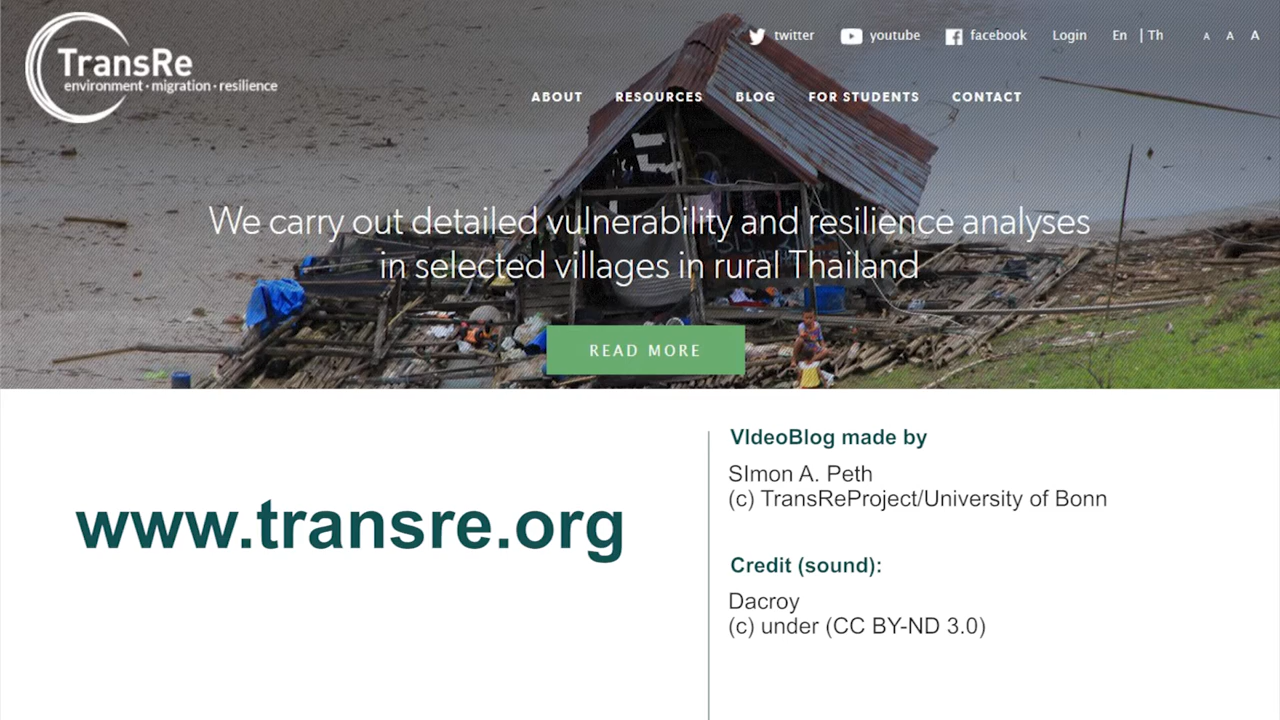 TransRe
environment · migration · resilience
twitter youtube facebook Login En | Th A A A
ABOUT RESOURCES BLOG FOR STUDENTS CONTACT
We carry out detailed vulnerability and resilience analyses
in selected villages in rural Thailand
READ MORE
www.transre.org
VIdeoBlog made by
SImon A. Peth
(c) TransReProject/University of Bonn
Credit (sound):
Dacroy
(c) under (CC BY-ND 3.0)